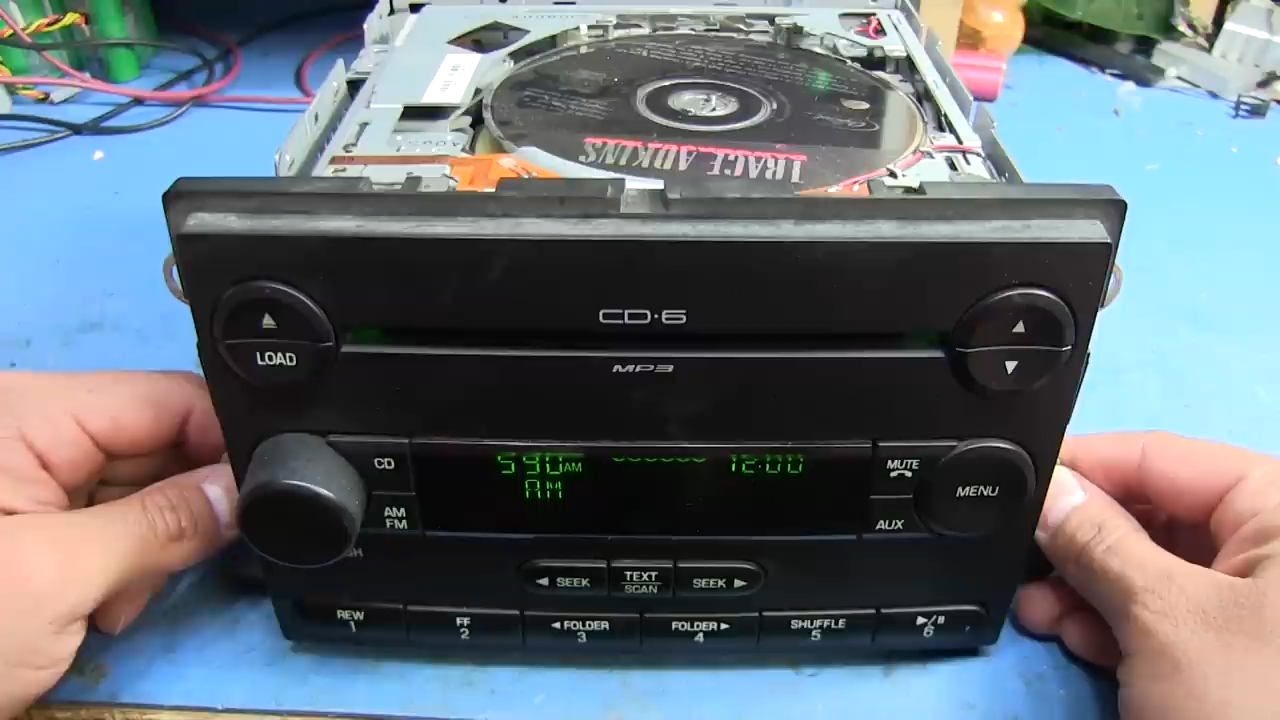 TRACE ADKINS
CD·6
LOAD
MP3
CD
590AM
12:00
MUTE
MENU
AM
AM
FM
AUX
SEEK
TEXT
SCAN
SEEK
REW
1
FF
2
FOLDER
3
FOLDER
4
SHUFFLE
5
6